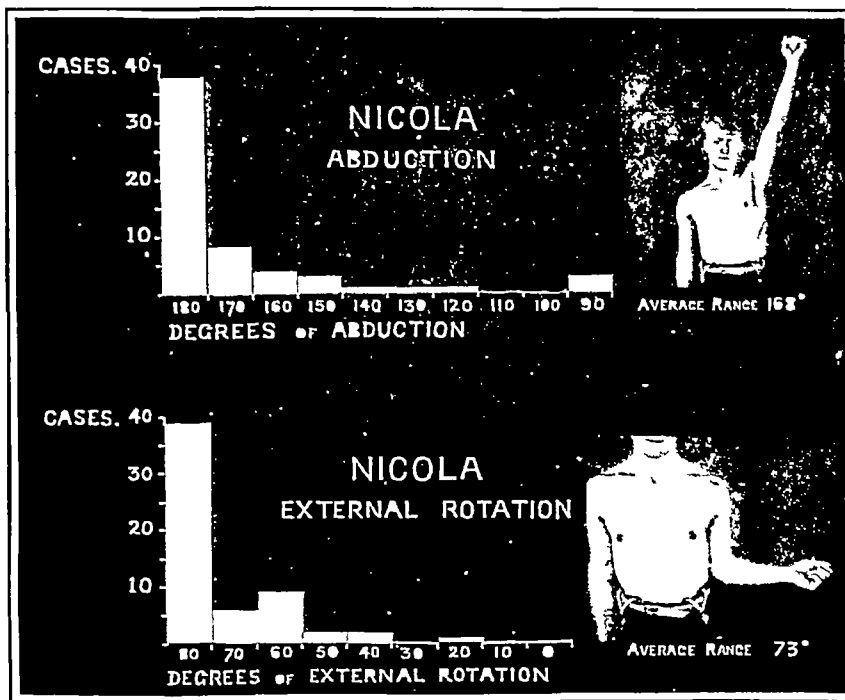 CASES. 40
30
20
10
NICOLA
ABDUCTION
180 170 160 150 140 130 120 110 100 90
DEGREES OF ABDUCTION
AVERAGE RANGE 168°
CASES. 40
30
20
10
NICOLA
EXTERNAL ROTATION
80 70 60 50 40 30 20 10 0
DEGREES OF EXTERNAL ROTATION
AVERAGE RANGE 73°